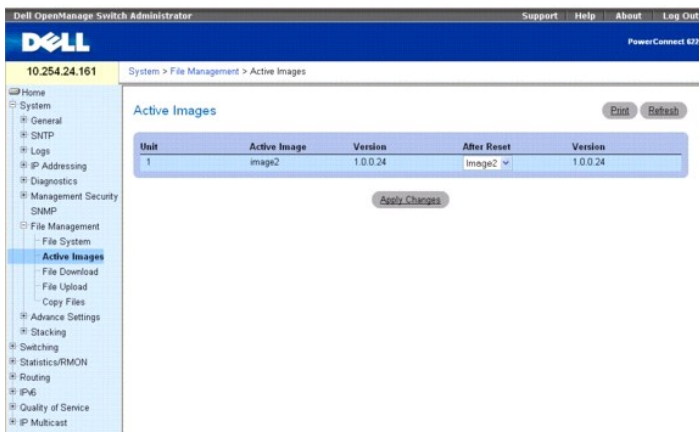 Dell OpenManage Switch Administrator
Support Help About Log Out
DELL
PowerConnect 622
10.254.24.161
System > File Management > Active Images
Home
System
General
SNTP
Logs
IP Addressing
Diagnostics
Management Security
SNMP
File Management
File System
Active Images
File Download
File Upload
Copy Files
Advance Settings
Stacking
Switching
Statistics/RMON
Routing
IPv6
Quality of Service
IP Multicast
Active Images
Print Refresh
Unit Active Image Version After Reset Version
1 image2 1.0.0.24 Image2 1.0.0.24
Apply Changes